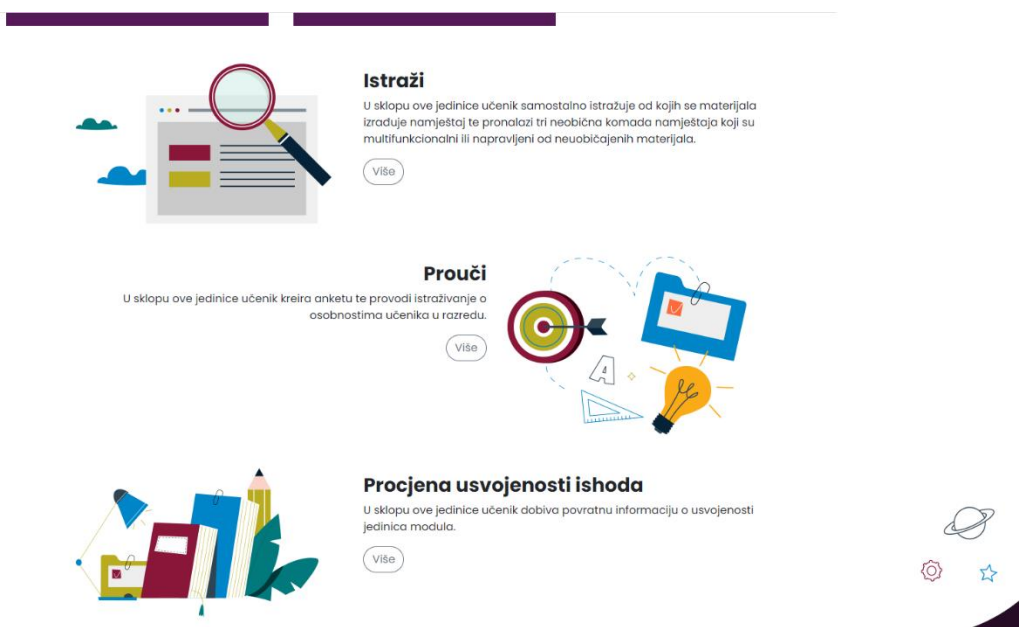 Istraži
U sklopu ove jedinice učenik samostalno istražuje od kojih se materijala
izrađuje namještaj te pronalazi tri neobična komada namještaja koji su
multifunkcionalni ili napravljeni od neuobičajenih materijala.
Više
Prouči
U sklopu ove jedinice učenik kreira anketu te provodi istraživanje o
osobnostima učenika u razredu.
Više
A
Procjena usvojenosti ishoda
U sklopu ove jedinice učenik dobiva povratnu informaciju o usvojenosti
jedinica modula.
Više